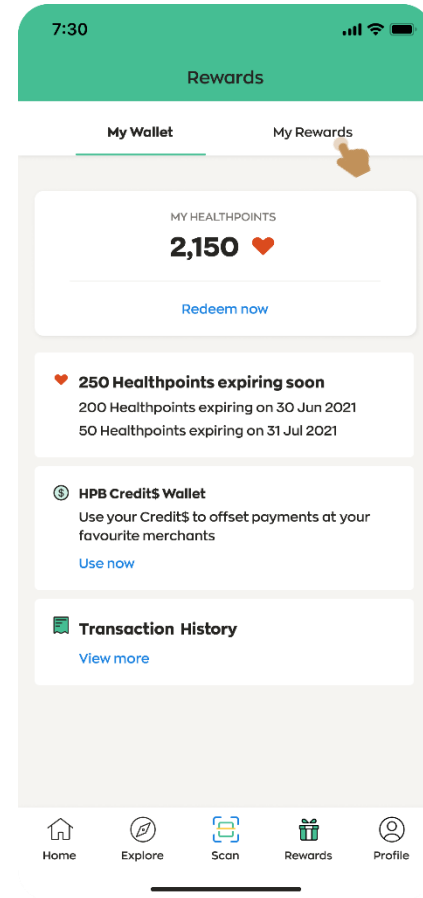 7:30
Rewards
My Wallet
My Rewards
MY HEALTHPOINTS
2,150
Redeem now
250 Healthpoints expiring soon
200 Healthpoints expiring on 30 Jun 2021
50 Healthpoints expiring on 31 Jul 2021
$ HPB Credit$ Wallet
Use your Credit$ to offset payments at your
favourite merchants
Use now
Transaction History
View more
Home
Explore
Scan
Rewards
Profile